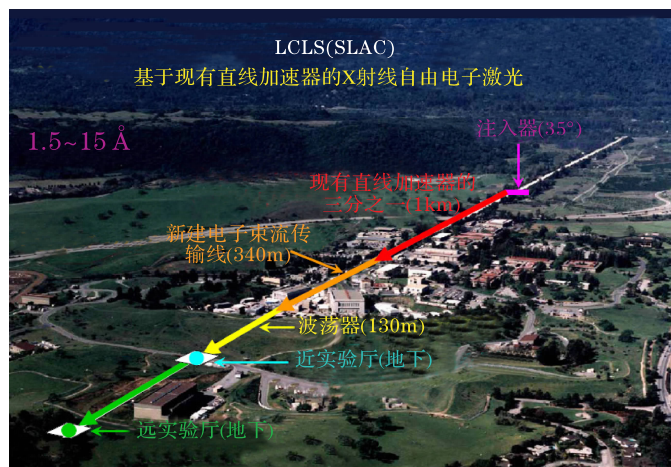 LCLS(SLAC)
基于现有直线加速器的X射线自由电子激光
1.5~15 Å
注入器(35°)
现有直线加速器的
三分之一(1km)
新建电子束流传
输线(340m)
波荡器(130m)
近实验厅(地下)
远实验厅(地下)